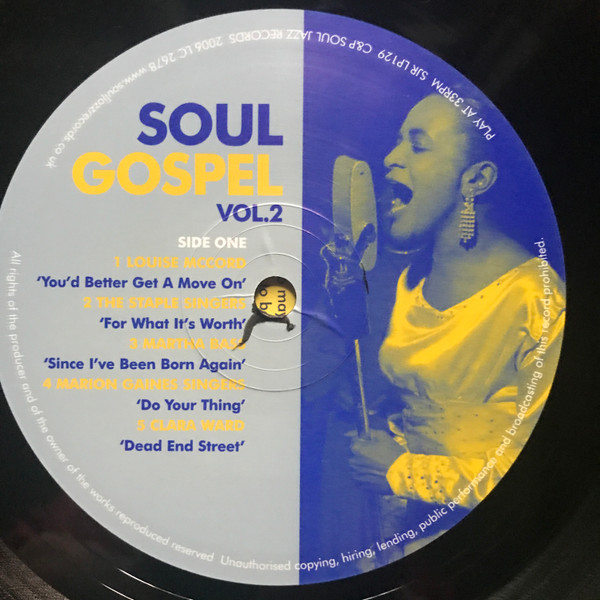 SOUL
GOSPEL
VOL.2
SIDE ONE
1 LOUISE MCCORD
‘You’d Better Get A Move On’
2 THE STAPLE SINGERS
‘For What It’s Worth’
3 MARTHA BASS
‘Since I’ve Been Born Again’
4 MARION GAINES SINGERS
‘Do Your Thing’
5 CLARA WARD
‘Dead End Street’
All rights of the producer and of the owner of the works reproduced reserved Unauthorised copying, hiring, lending, public performance and broadcasting of this record prohibited.
PLAY AT 33RPM SJR LP129 C&P SOUL JAZZ RECORDS 2006 LC 2678 www.souljazzrecords.co.uk